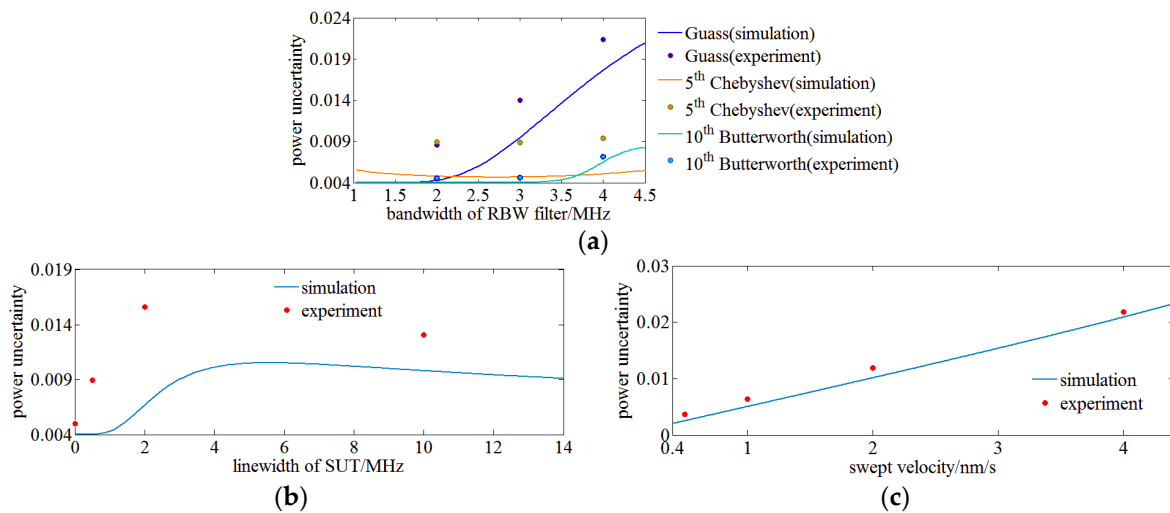 0.024
0.019
0.014
0.009
0.004
power uncertainty
1 1.5 2 2.5 3 3.5 4 4.5
bandwidth of RBW filter/MHz
Guass(simulation)
Guass(experiment)
5th Chebyshev(simulation)
5th Chebyshev(experiment)
10th Butterworth(simulation)
10th Butterworth(experiment)
(a)
0.019
0.014
0.009
0.004
power uncertainty
simulation
experiment
0 2 4 6 8 10 12 14
linewidth of SUT/MHz
(b)
0.03
0.02
0.01
0
power uncertainty
simulation
experiment
0.4 1 2 3 4
swept velocity/nm/s
(c)